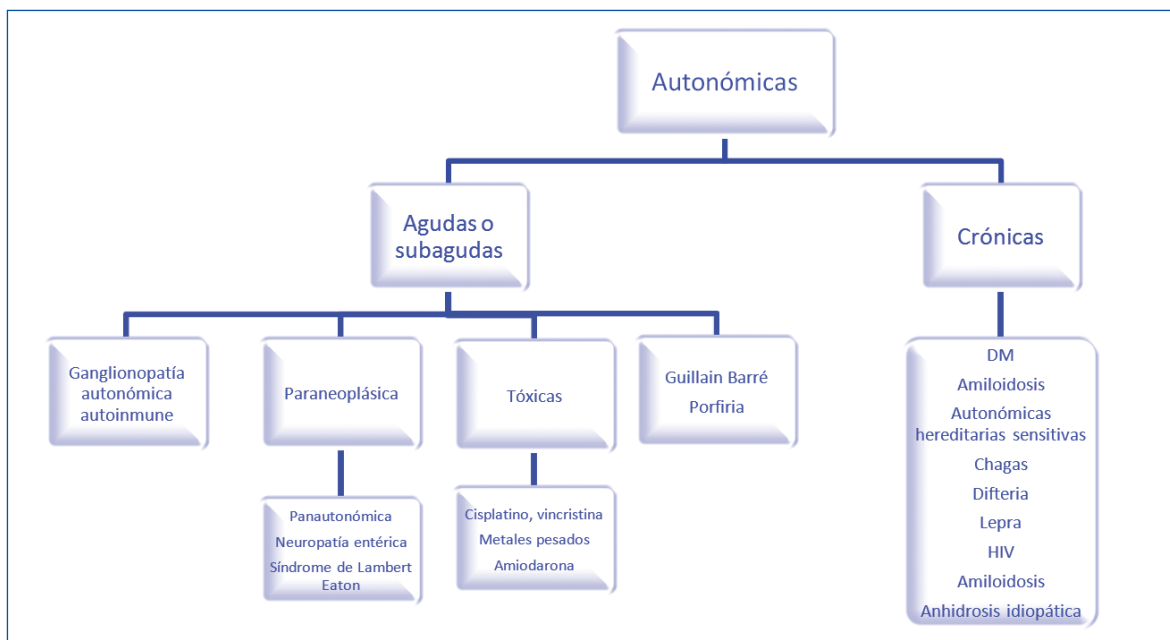 Autonómicas
Agudas o
subagudas
Crónicas
Ganglionopatía
autonómica
autoinmune
Paraneoplásica
Tóxicas
Guillain Barré
Porfiria
Panautonómica
Neuropatía entérica
Síndrome de Lambert
Eaton
Cisplatino, vincristina
Metales pesados
Amiodarona
DM
Amiloidosis
Autonómicas
hereditarias sensitivas
Chagas
Difteria
Lepra
HIV
Amiloidosis
Anhidrosis idiopática